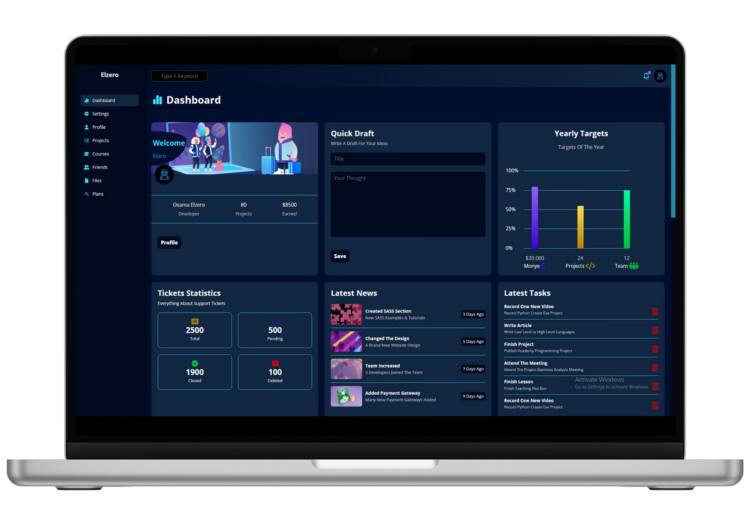 Elzero
Type A keyword
Dashboard
Settings
Profile
Projects
Courses
Friends
Files
Plans
Dashboard
Welcome
Elzero
Osama Elzero
Developer
80
Projects
$8500
Earned
Profile
Quick Draft
Write A Draft For Your Ideas
Title
Your Thought
Save
Yearly Targets
Targets Of The Year
100%
75%
50%
25%
0%
$20.000
Monye
24
Projects
12
Team
Tickets Statistics
Everything About Support Tickets
2500
Total
500
Pending
1900
Closed
100
Deleted
Latest News
Created SASS Section
New SASS Examples & Tutorials
3 Days Ago
Changed The Design
A Brand New Website Design
5 Days Ago
Team Increased
3 Developers Joined The Team
7 Days Ago
Added Payment Gateway
Many New Payment Gateways Added
9 Days Ago
Latest Tasks
Record One New Video
Record Python Create Exe Project
Write Article
Write Low Level vs High Level Languages
Finish Project
Publish Academy Programming Project
Attend The Meeting
Attend The Project Business Analysis Meeting
Finish Lesson
Finish Teaching Flex Box
Record One New Video
Record Python Create Exe Project
Activate Windows
Go to Settings to activate Windows.